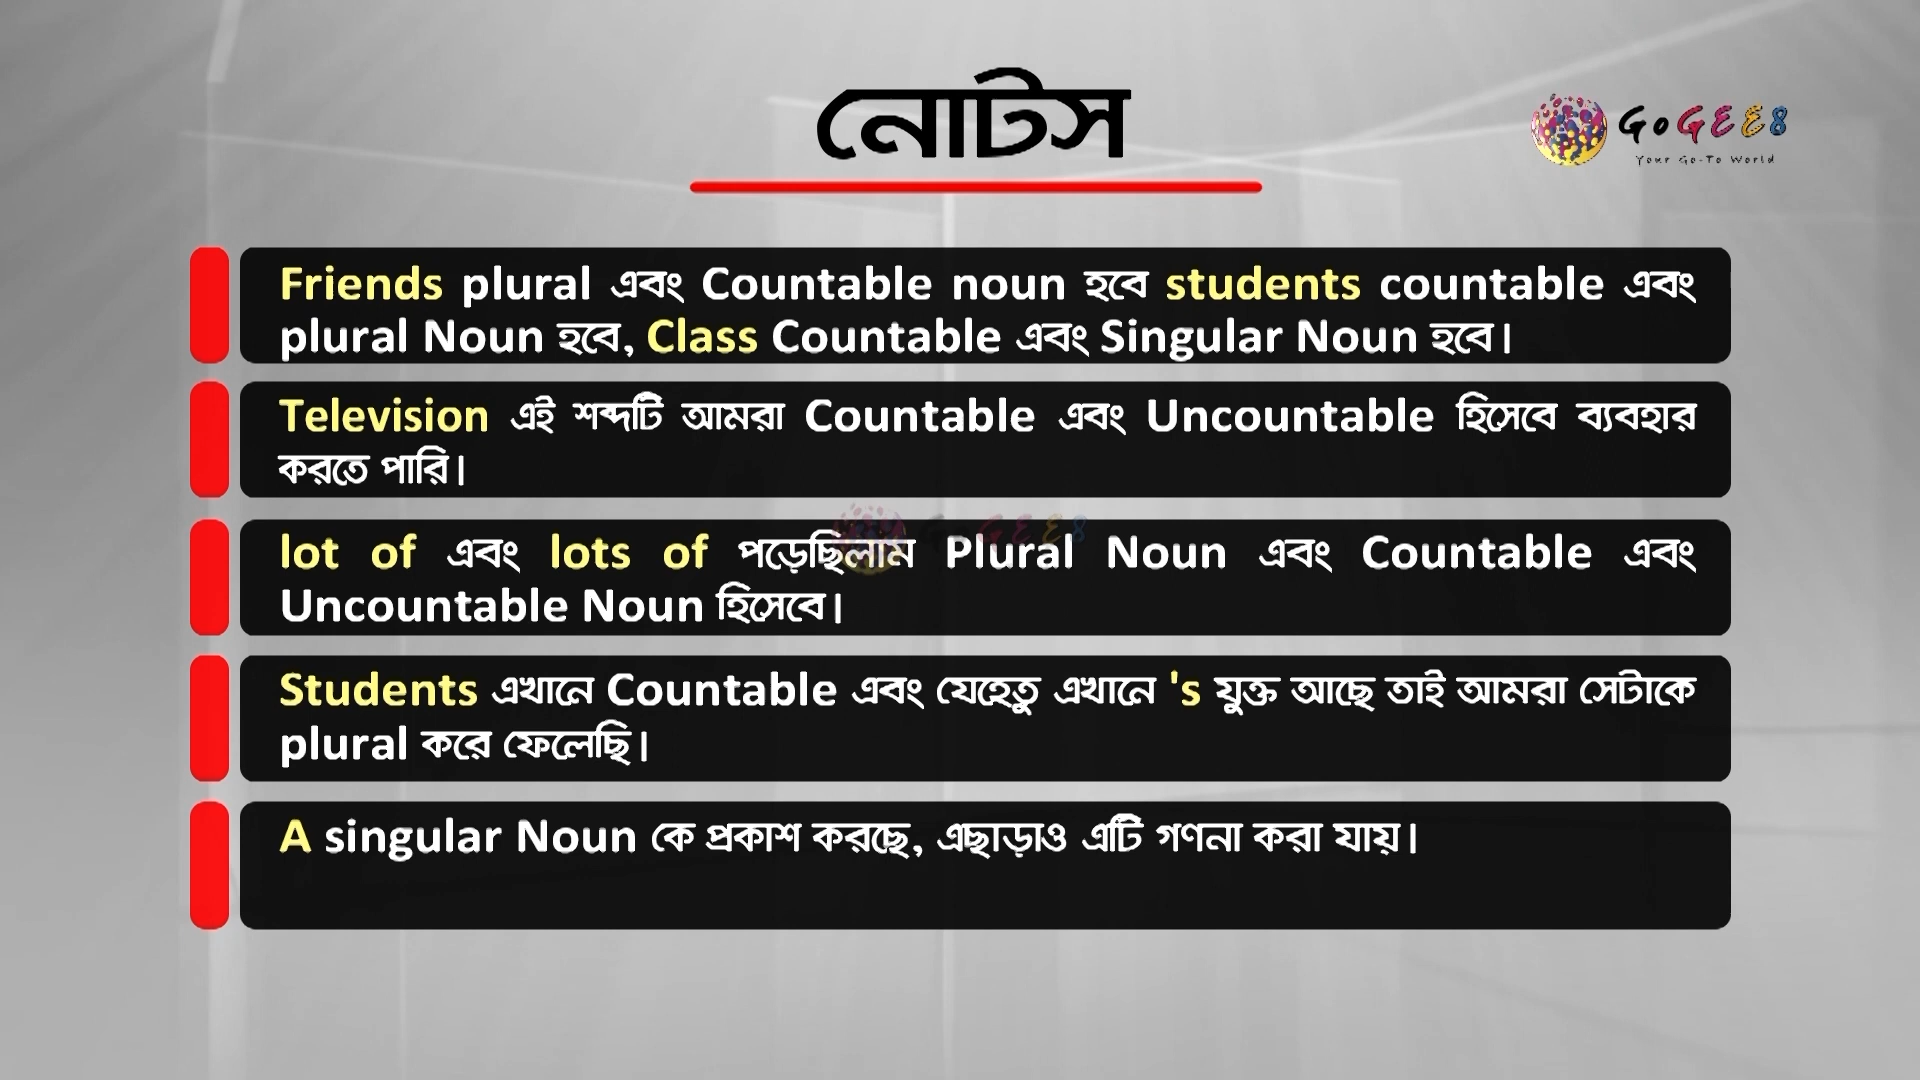 নোটস
GoGEE8
Your Go-To World
Friends plural এবং Countable noun হবে students countable এবং
plural Noun হবে, Class Countable এবং Singular Noun হবে।
Television এই শব্দটি আমরা Countable এবং Uncountable হিসেবে ব্যবহার
করতে পারি।
lot of এবং lots of পড়েছিলাম Plural Noun এবং Countable এবং
Uncountable Noun হিসেবে।
GoGEE8
Students এখানে Countable এবং যেহেতু এখানে 's যুক্ত আছে তাই আমরা সেটাকে
plural করে ফেলেছি।
A singular Noun কে প্রকাশ করছে, এছাড়াও এটি গণনা করা যায়।